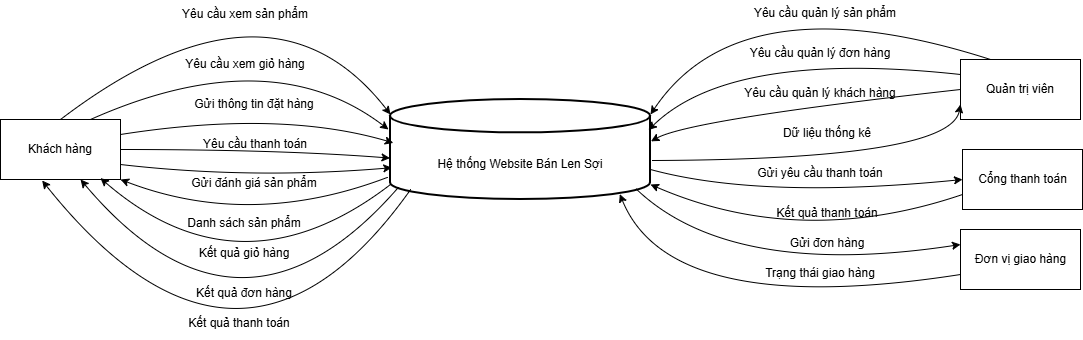 Yêu cầu xem sản phẩm
Yêu cầu quản lý sản phẩm
Yêu cầu xem giỏ hàng
Yêu cầu quản lý đơn hàng
Gửi thông tin đặt hàng
Yêu cầu quản lý khách hàng
Quản trị viên
Khách hàng
Yêu cầu thanh toán
Dữ liệu thống kê
Hệ thống Website Bán Len Sợi
Gửi đánh giá sản phẩm
Gửi yêu cầu thanh toán
Cổng thanh toán
Danh sách sản phẩm
Kết quả thanh toán
Kết quả giỏ hàng
Gửi đơn hàng
Đơn vị giao hàng
Trạng thái giao hàng
Kết quả đơn hàng
Kết quả thanh toán